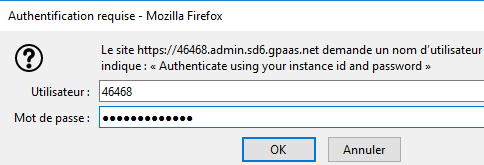 Authentification requise - Mozilla Firefox
Le site https://46468.admin.sd6.gpaas.net demande un nom d'utilisateur
indique : « Authenticate using your instance id and password »
Utilisateur : 46468
Mot de passe : •••••••••••••
OK Annuler